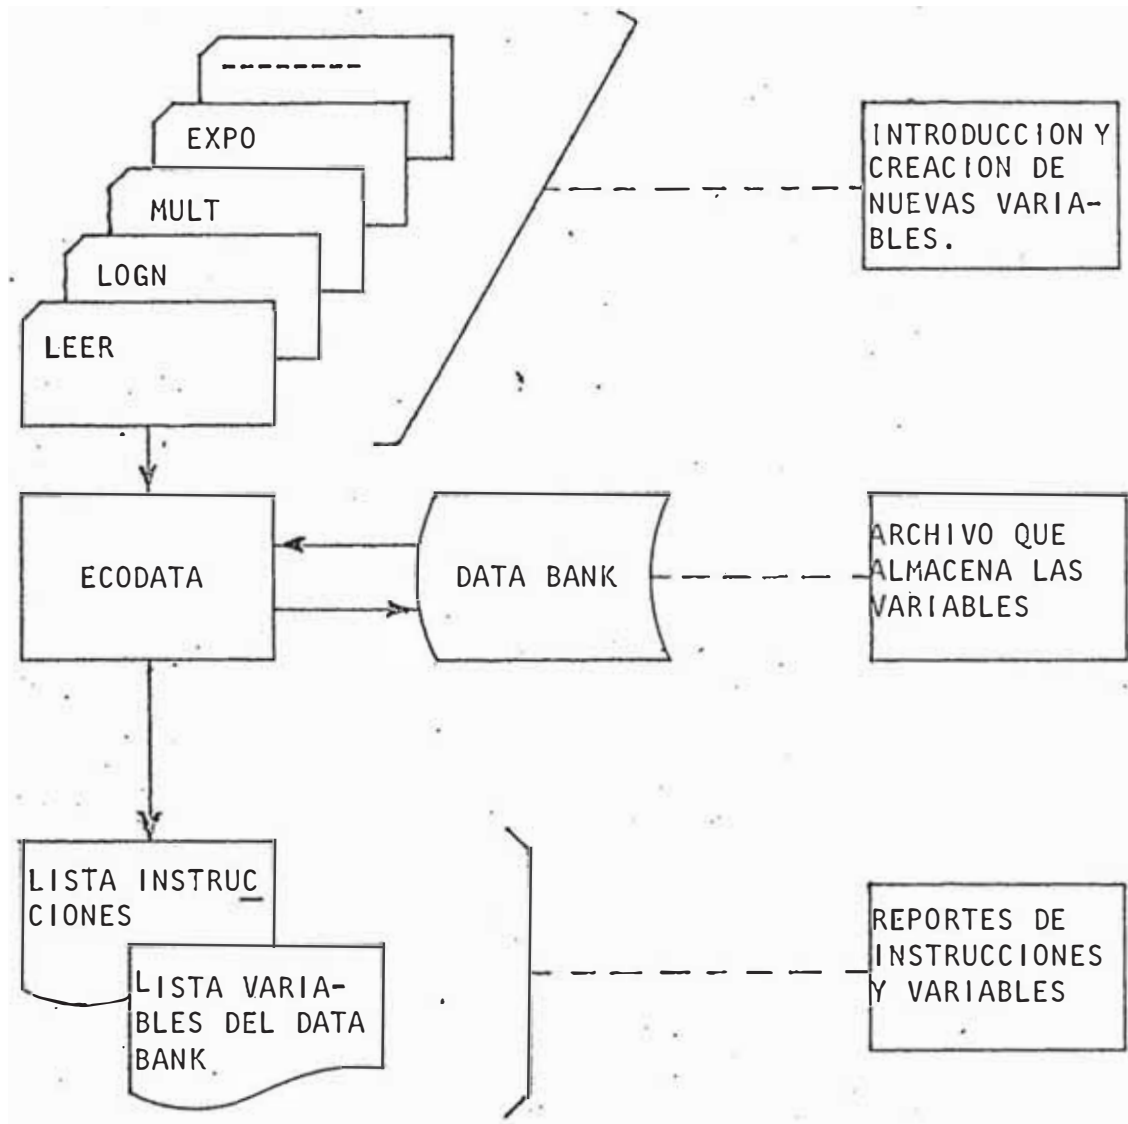 --------
EXPO
MULT
LOGN
LEER
INTRODUCCION Y
CREACION DE
NUEVAS VARIA-
BLES.
ECODATA
DATA BANK
ARCHIVO QUE
ALMACENA LAS
VARIABLES
LISTA INSTRUC
CIONES
LISTA VARIA-
BLES DEL DATA
BANK
REPORTES DE
INSTRUCCIONES
Y VARIABLES